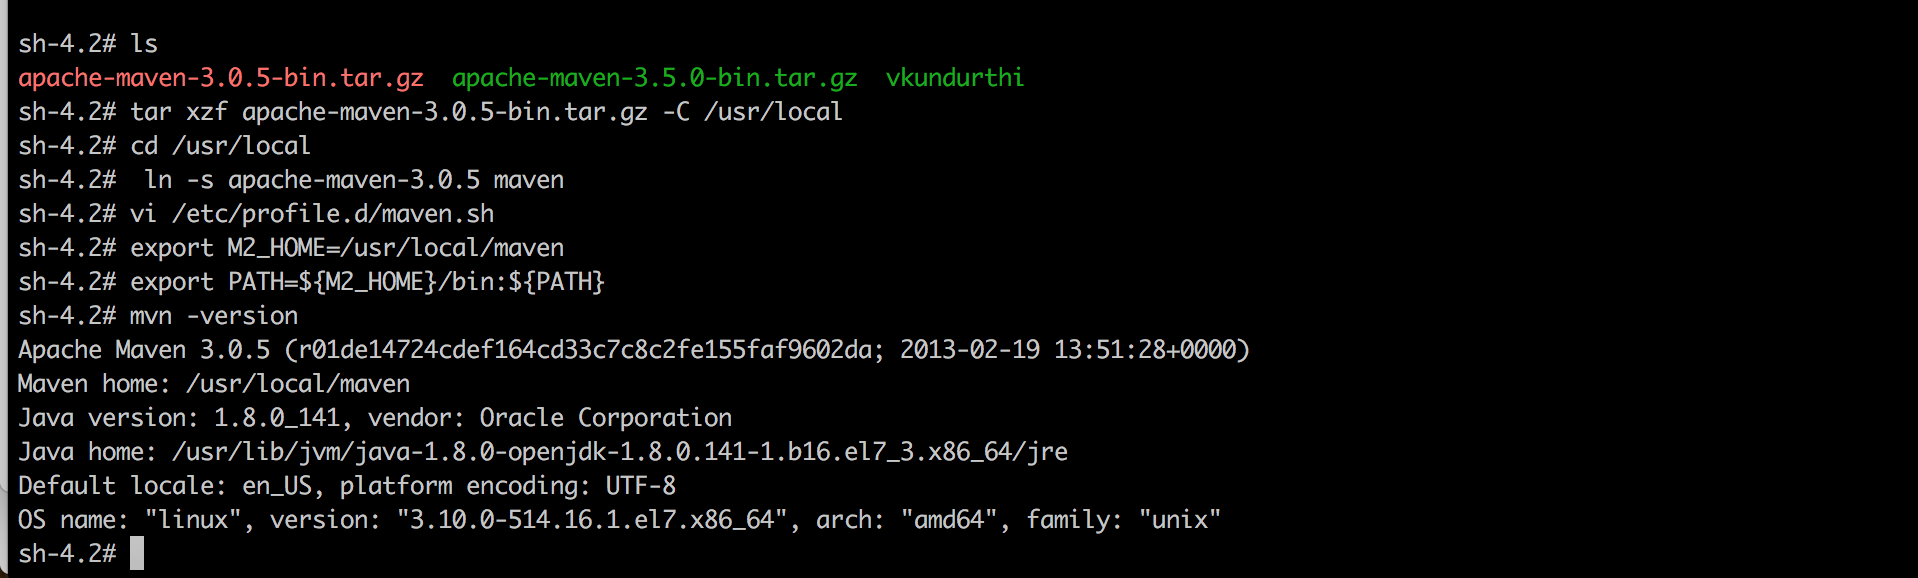 sh-4.2# ls
apache-maven-3.0.5-bin.tar.gz  apache-maven-3.5.0-bin.tar.gz  vkundurthi
sh-4.2# tar xzf apache-maven-3.0.5-bin.tar.gz -C /usr/local
sh-4.2# cd /usr/local
sh-4.2#  ln -s apache-maven-3.0.5 maven
sh-4.2# vi /etc/profile.d/maven.sh
sh-4.2# export M2_HOME=/usr/local/maven
sh-4.2# export PATH=${M2_HOME}/bin:${PATH}
sh-4.2# mvn -version
Apache Maven 3.0.5 (r01de14724cdef164cd33c7c8c2fe155faf9602da; 2013-02-19 13:51:28+0000)
Maven home: /usr/local/maven
Java version: 1.8.0_141, vendor: Oracle Corporation
Java home: /usr/lib/jvm/java-1.8.0-openjdk-1.8.0.141-1.b16.el7_3.x86_64/jre
Default locale: en_US, platform encoding: UTF-8
OS name: "linux", version: "3.10.0-514.16.1.el7.x86_64", arch: "amd64", family: "unix"
sh-4.2#